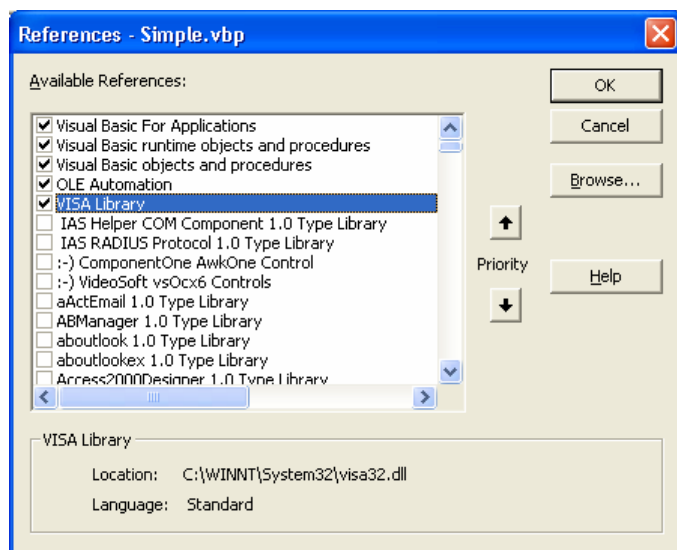 References - Simple.vbp
Available References:
Visual Basic For Applications
Visual Basic runtime objects and procedures
Visual Basic objects and procedures
OLE Automation
VISA Library
IAS Helper COM Component 1.0 Type Library
IAS RADIUS Protocol 1.0 Type Library
:-) ComponentOne AwkOne Control
:-) VideoSoft vsOcx6 Controls
aActEmail 1.0 Type Library
ABManager 1.0 Type Library
aboutlook 1.0 Type Library
aboutlookex 1.0 Type Library
Access2000Designer 1.0 Type Library
OK
Cancel
Browse...
Priority
Help
VISA Library
Location: C:\WINNT\System32\visa32.dll
Language: Standard